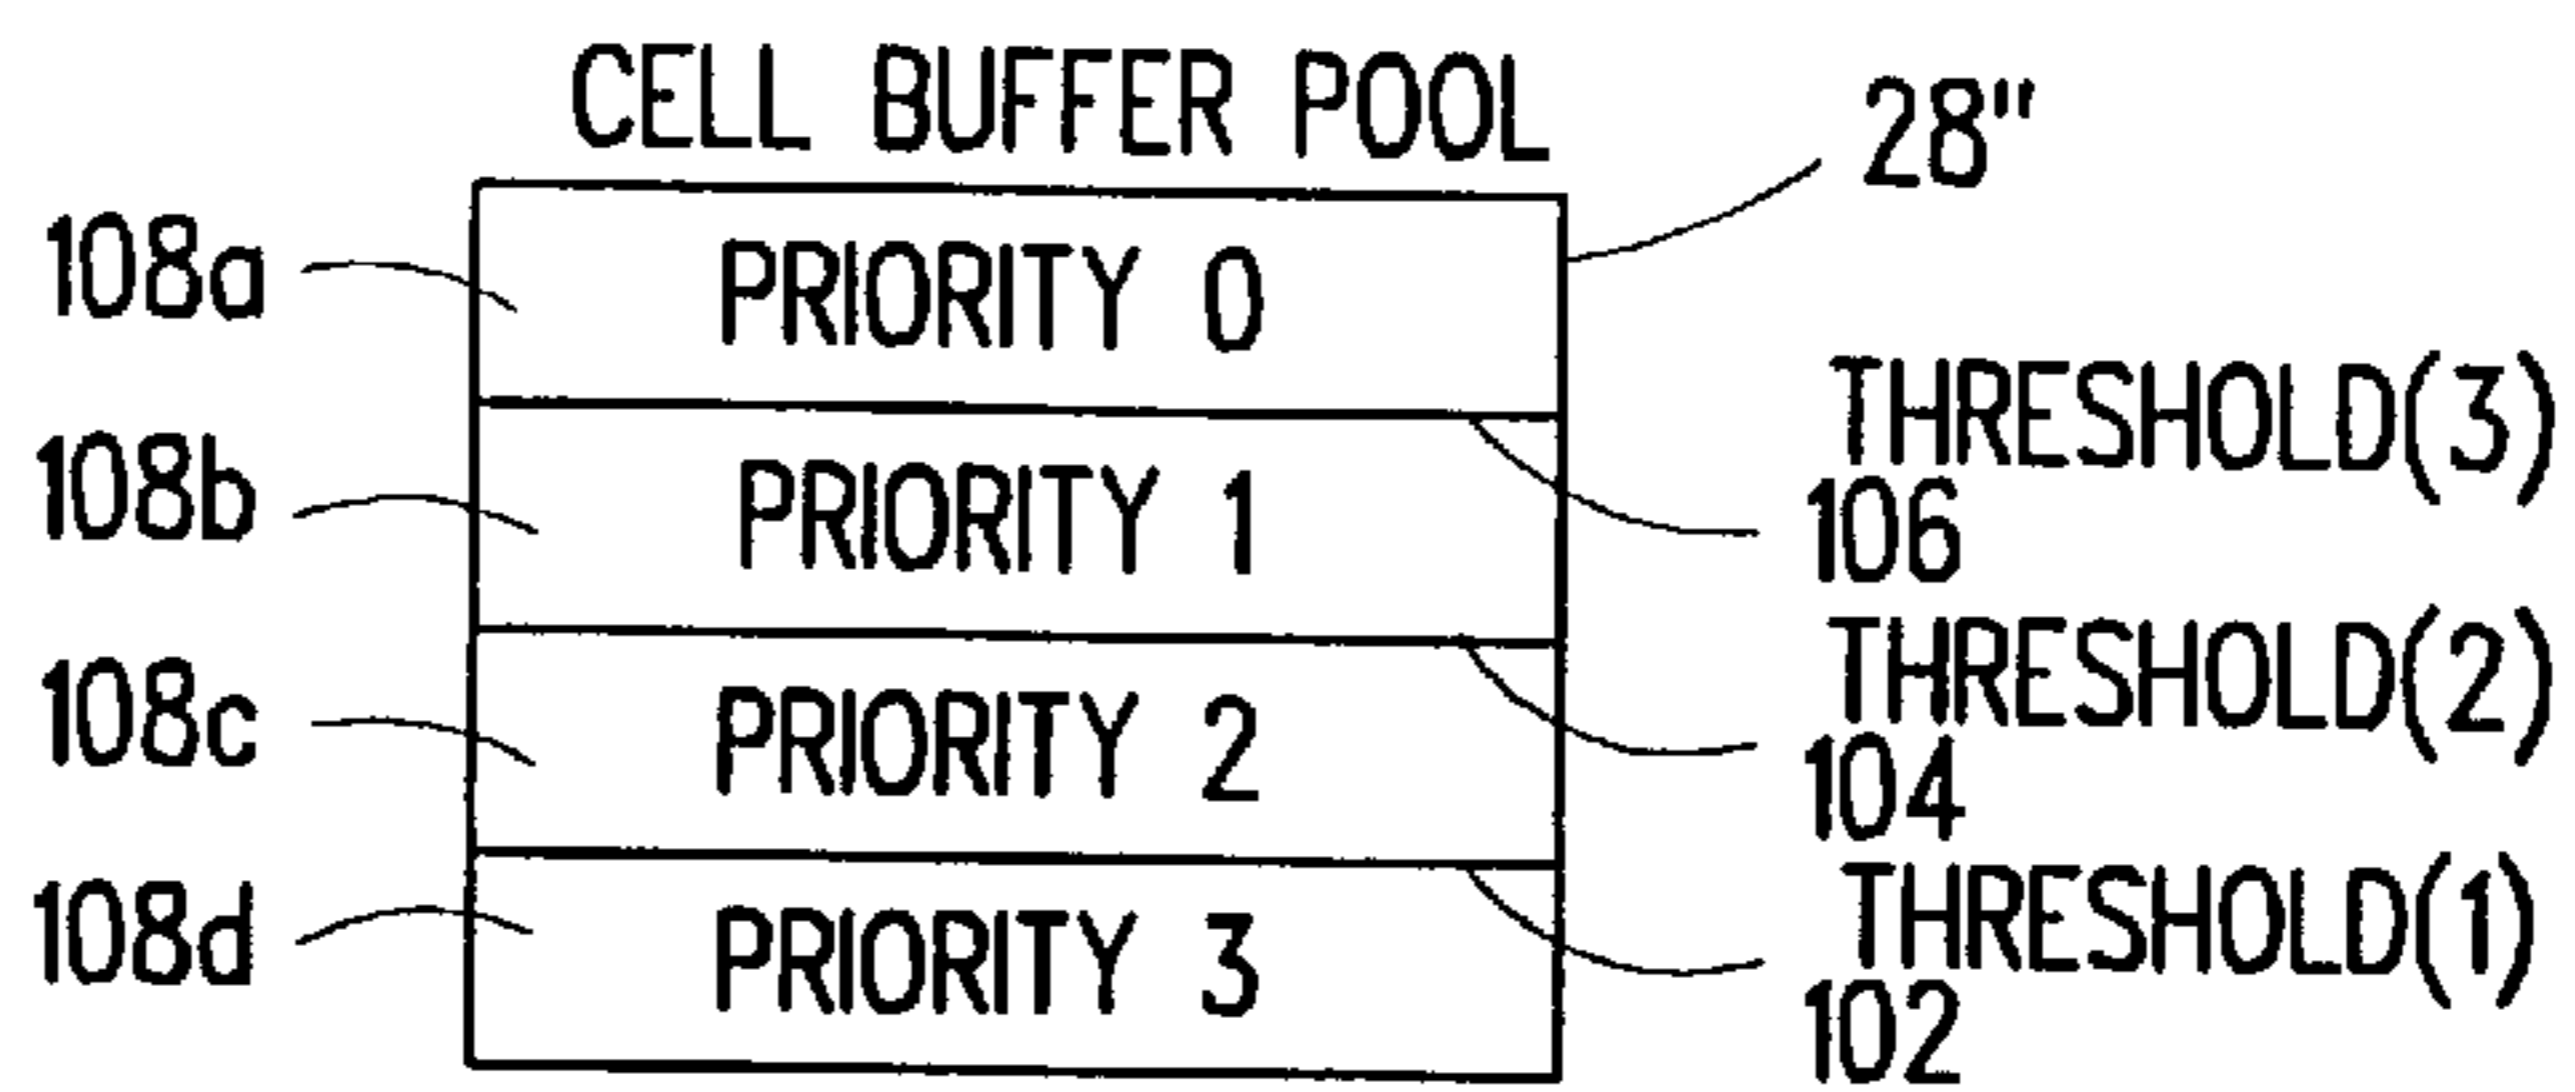 CELL BUFFER POOL
28"
108a
PRIORITY 0
THRESHOLD(3)
106
108b
PRIORITY 1
THRESHOLD(2)
104
108c
PRIORITY 2
THRESHOLD(1)
102
108d
PRIORITY 3